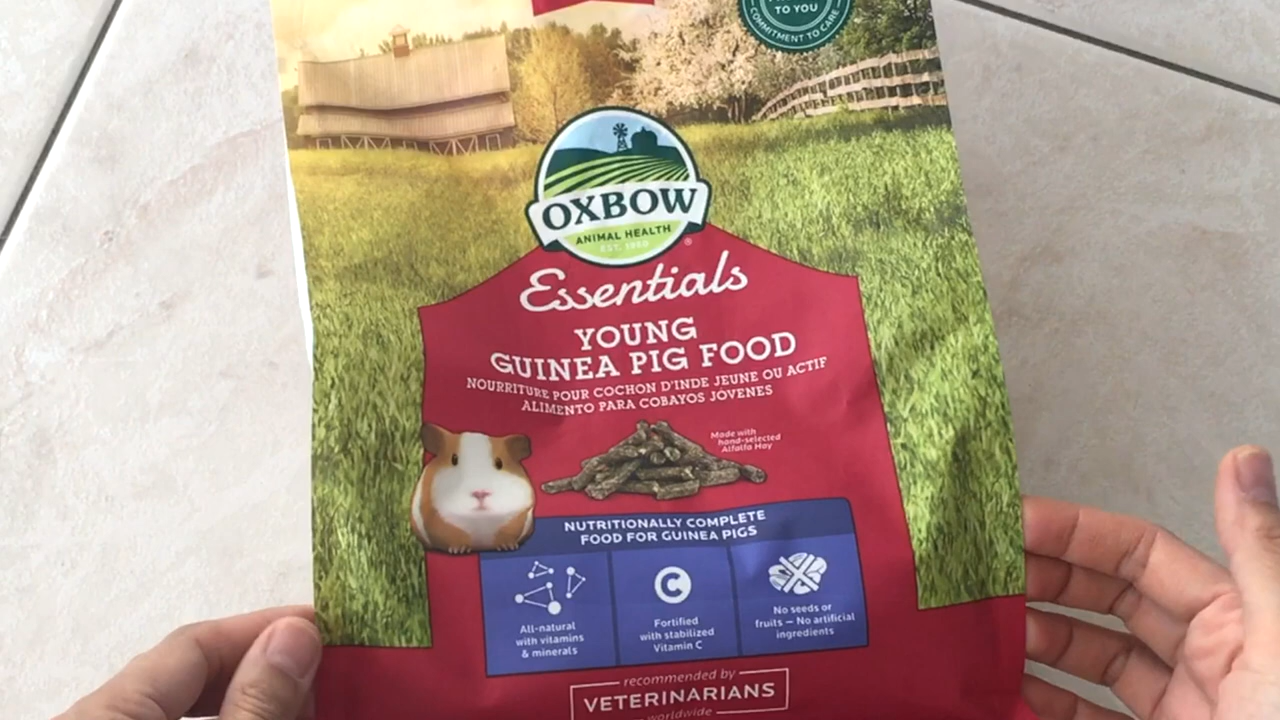 TO YOU
COMMITMENT TO CARE
OXBOW
ANIMAL HEALTH
EST. 1980
®
Essentials
YOUNG
GUINEA PIG FOOD
NOURRITURE POUR COCHON D'INDE JEUNE OU ACTIF
ALIMENTO PARA COBAYOS JÓVENES
Made with
hand-selected
Alfalfa Hay
NUTRITIONALLY COMPLETE
FOOD FOR GUINEA PIGS
C
All-natural
with vitamins
& minerals
Fortified
with stabilized
Vitamin C
No seeds or
fruits — No artificial
ingredients
recommended by
VETERINARIANS
worldwide